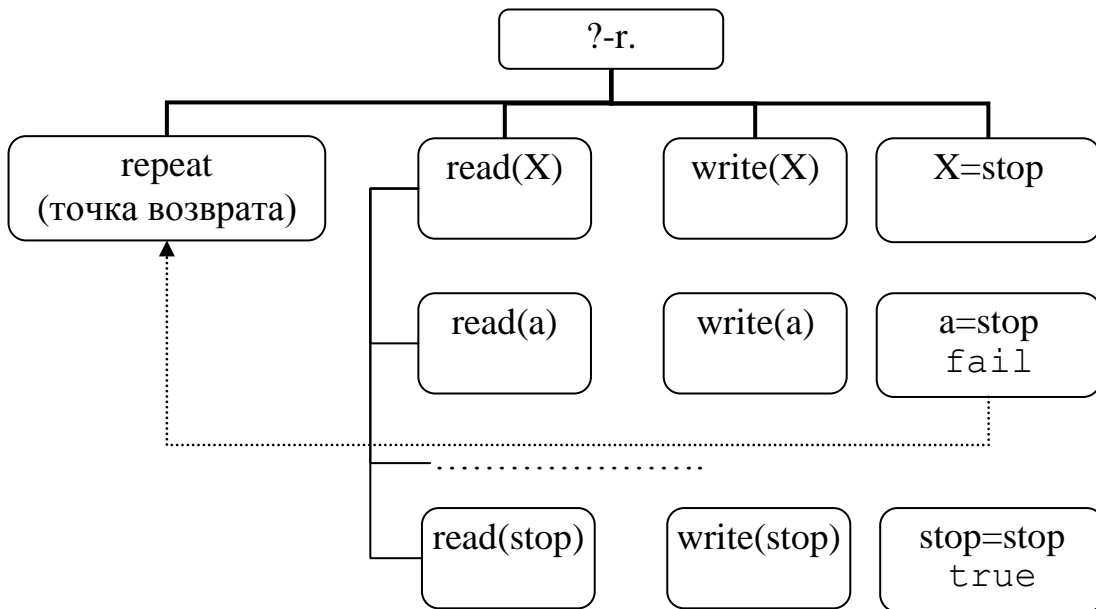 ?-r.
repeat
(точка возврата)
read(X)
write(X)
X=stop
read(a)
write(a)
a=stop
fail
......................
read(stop)
write(stop)
stop=stop
true